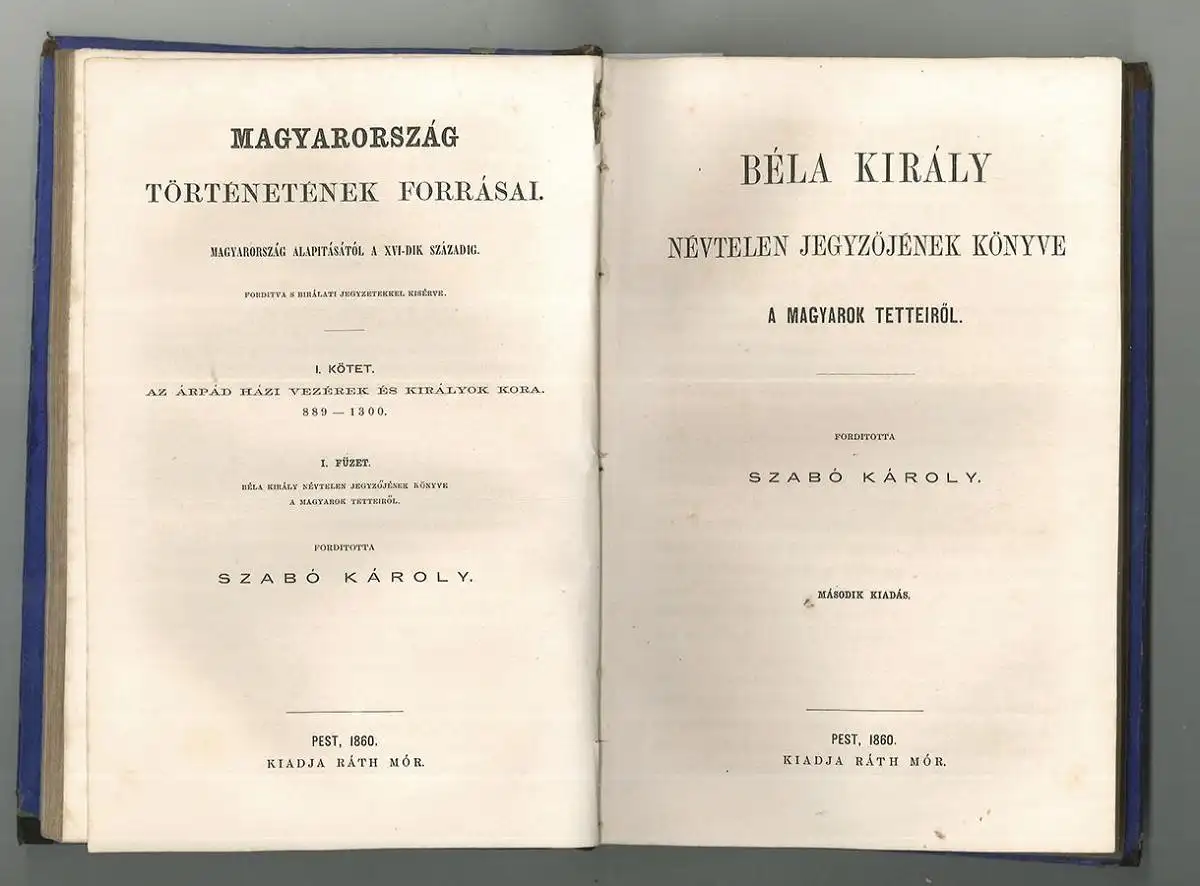 MAGYARORSZÁG
TÖRTÉNETÉNEK FORRÁSAI.
MAGYARORSZÁG ALAPITÁSÁTÓL A XVI-DIK SZÁZADIG.
FORDITVA S BIRÁLATI JEGYZETEKKEL KISÉRVE.
I. KÖTET.
AZ ÁRPÁD HÁZI VEZÉREK ÉS KIRÁLYOK KORA.
889 — 1300.
I. FÜZET.
BÉLA KIRÁLY NÉVTELEN JEGYZŐJÉNEK KÖNYVE
A MAGYAROK TETTEIRŐL.
FORDITOTTA
SZABÓ KÁROLY.
PEST, 1860.
KIADJA RÁTH MÓR.
BÉLA KIRÁLY
NÉVTELEN JEGYZŐJÉNEK KÖNYVE
A MAGYAROK TETTEIRŐL.
FORDITOTTA
SZABÓ KÁROLY.
MÁSODIK KIADÁS.
PEST, 1860.
KIADJA RÁTH MÓR.